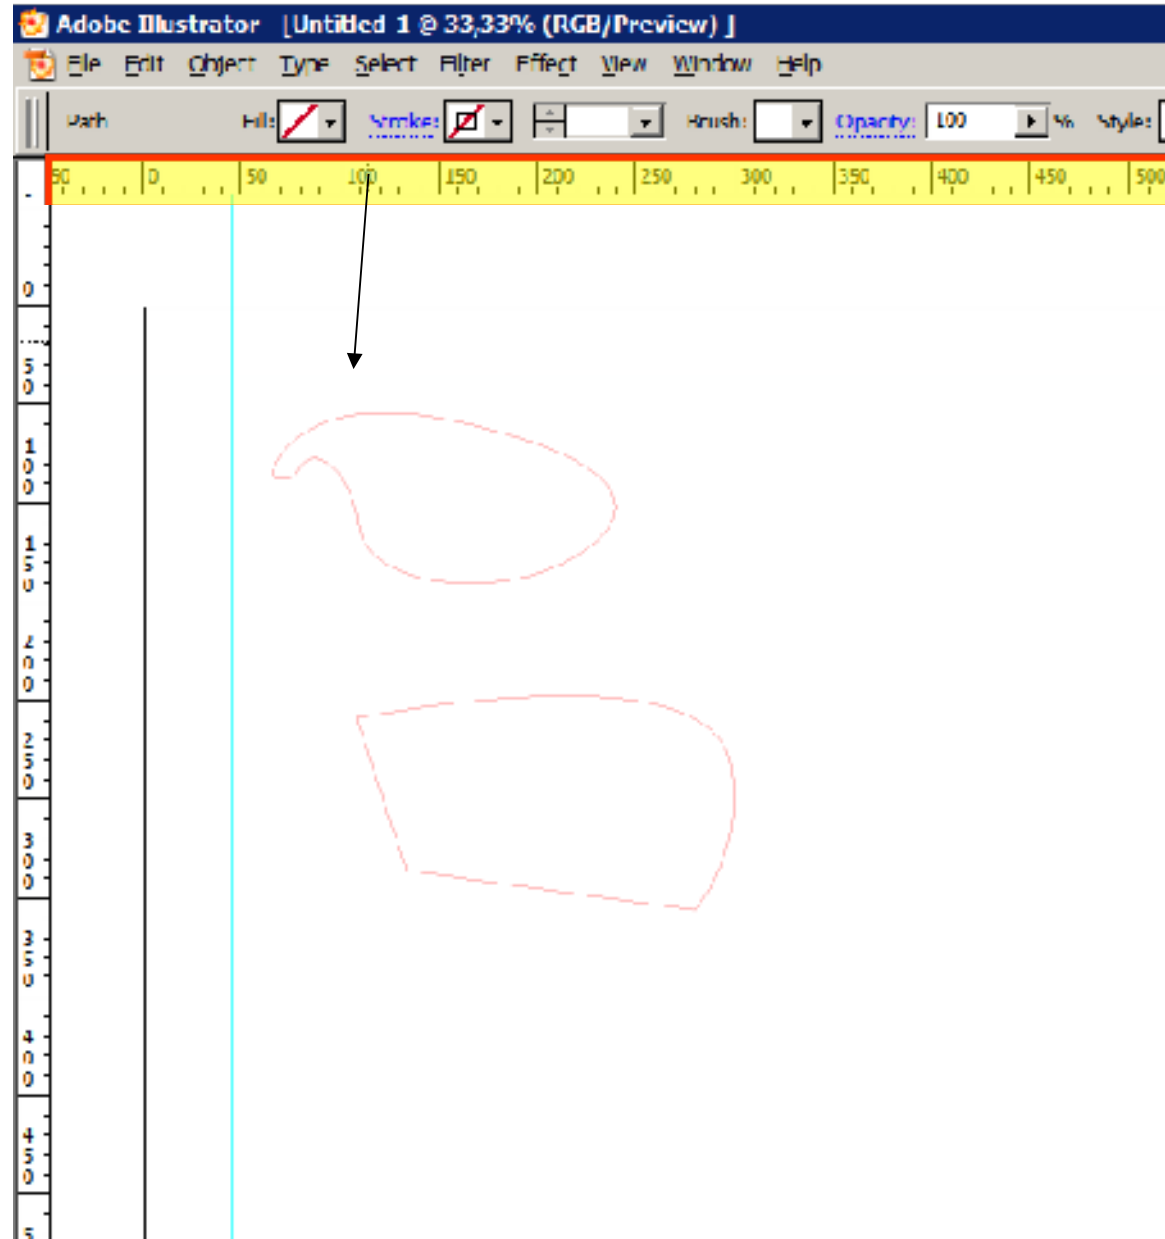 Adobe Illustrator [Untitled 1 @ 33,33% (RGB/Preview) ]
File Edit Object Type Select Filter Effect View Window Help
Path Fill: Stroke: Brush: Opacity: 100 % Style:
50 0 50 100 150 200 250 300 350 400 450 500
0
50
100
150
200
250
300
350
400
450
5